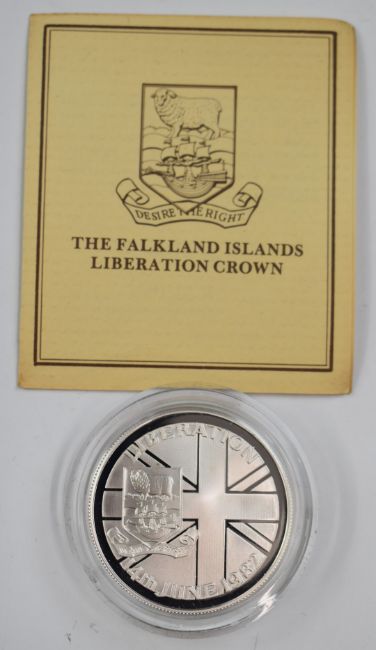 DESIRE THE RIGHT
THE FALKLAND ISLANDS
LIBERATION CROWN
LIBERATION
14TH JUNE 1982